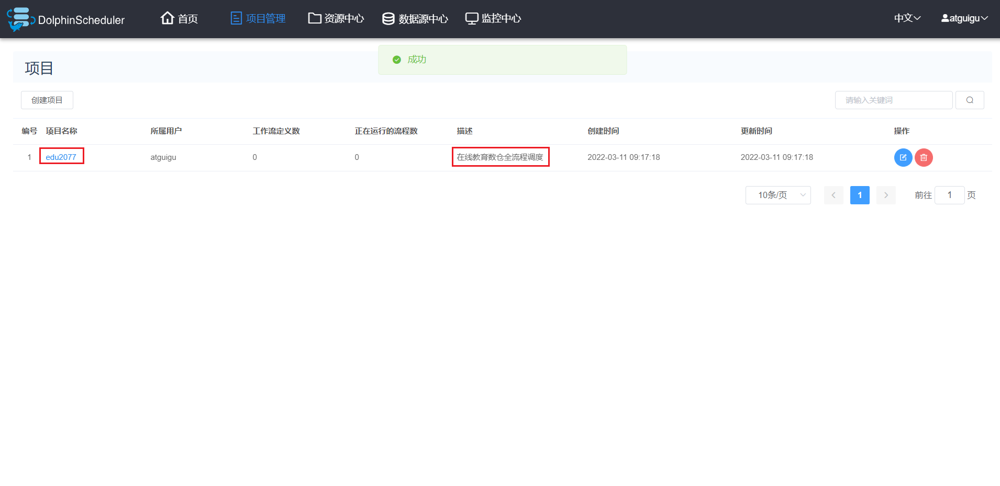 DolphinScheduler 首页 项目管理 资源中心 数据源中心 监控中心 中文 atguigu
成功
项目
创建项目 请输入关键词
编号 项目名称 所属用户 工作流定义数 正在运行的流程数 描述 创建时间 更新时间 操作
1 edu2077 atguigu 0 0 在线教育数仓全流程调度 2022-03-11 09:17:18 2022-03-11 09:17:18
10条/页 1 前往 1 页